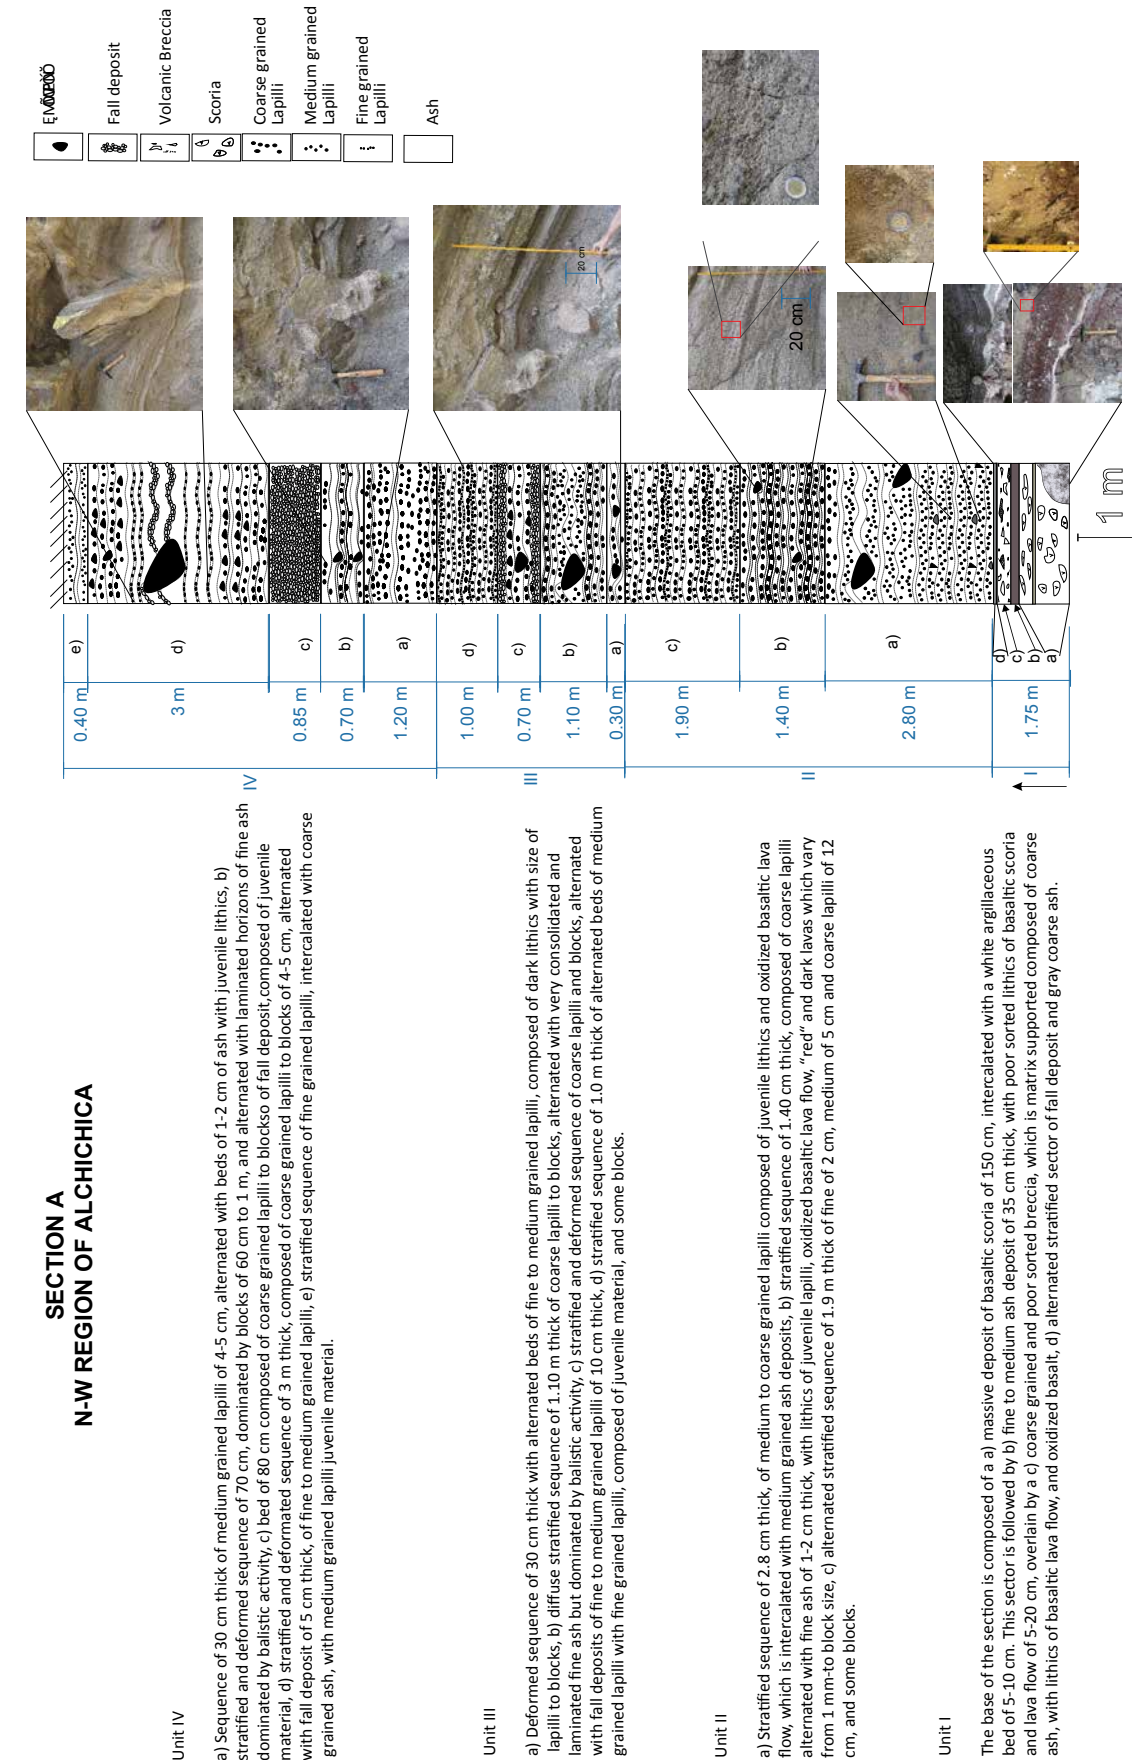 SECTION A
N-W REGION OF ALCHICHICA
Unit IV
a) Sequence of 30 cm thick of medium grained lapilli of 4-5 cm, alternated with beds of 1-2 cm of ash with juvenile lithics, b)
stratified and deformed sequence of 70 cm, dominated by blocks of 60 cm to 1 m, and alternated with laminated horizons of fine ash
dominated by balistic activity, c) bed of 80 cm composed of coarse grained lapilli to blockso of fall deposit,composed of juvenile
material, d) stratified and deformated sequence of 3 m thick, composed of coarse grained lapilli to blocks of 4-5 cm, alternated
with fall deposit of 5 cm thick, of fine to medium grained lapilli, e) stratified sequence of fine grained lapilli, intercalated with coarse
grained ash, with medium grained lapilli juvenile material.
Unit III
a) Deformed sequence of 30 cm thick with alternated beds of fine to medium grained lapilli, composed of dark lithics with size of
lapilli to blocks, b) diffuse stratified sequence of 1.10 m thick of coarse lapilli to blocks, alternated with very consolidated and
laminated fine ash but dominated by balistic activity, c) stratified and deformed sequence of coarse lapilli and blocks, alternated
with fall deposits of fine to medium grained lapilli of 10 cm thick, d) stratified sequence of 1.0 m thick of alternated beds of medium
grained lapilli with fine grained lapilli, composed of juvenile material, and some blocks.
Unit II
a) Stratified sequence of 2.8 cm thick, of medium to coarse grained lapilli composed of juvenile lithics and oxidized basaltic lava
flow, which is intercalated with medium grained ash deposits, b) stratified sequence of 1.40 cm thick, composed of coarse lapilli
alternated with fine ash of 1-2 cm thick, with lithics of juvenile lapilli, oxidized basaltic lava flow, "red" and dark lavas which vary
from 1 mm-to block size, c) alternated stratified sequence of 1.9 m thick of fine of 2 cm, medium of 5 cm and coarse lapilli of 12
cm, and some blocks.
Unit I
The base of the section is composed of a a) massive deposit of basaltic scoria of 150 cm, intercalated with a white argillaceous
bed of 5-10 cm. This sector is followed by b) fine to medium ash deposit of 35 cm thick, with poor sorted lithics of basaltic scoria
and lava flow of 5-20 cm, overlain by a c) coarse grained and poor sorted breccia, which is matrix supported composed of coarse
ash, with lithics of basaltic lava flow, and oxidized basalt, d) alternated stratified sector of fall deposit and gray coarse ash.
IV
III
II
I
0.40 m
3 m
0.85 m
0.70 m
1.20 m
1.00 m
0.70 m
1.10 m
0.30 m
1.90 m
1.40 m
2.80 m
1.75 m
e)
d)
c)
b)
a)
d)
c)
b)
a)
c)
b)
a)
d)
c)
b)
a)
1 m
20 cm
20 cm
Fall deposit
Volcanic Breccia
Scoria
Coarse grained
Lapilli
Medium grained
Lapilli
Fine grained
Lapilli
Ash